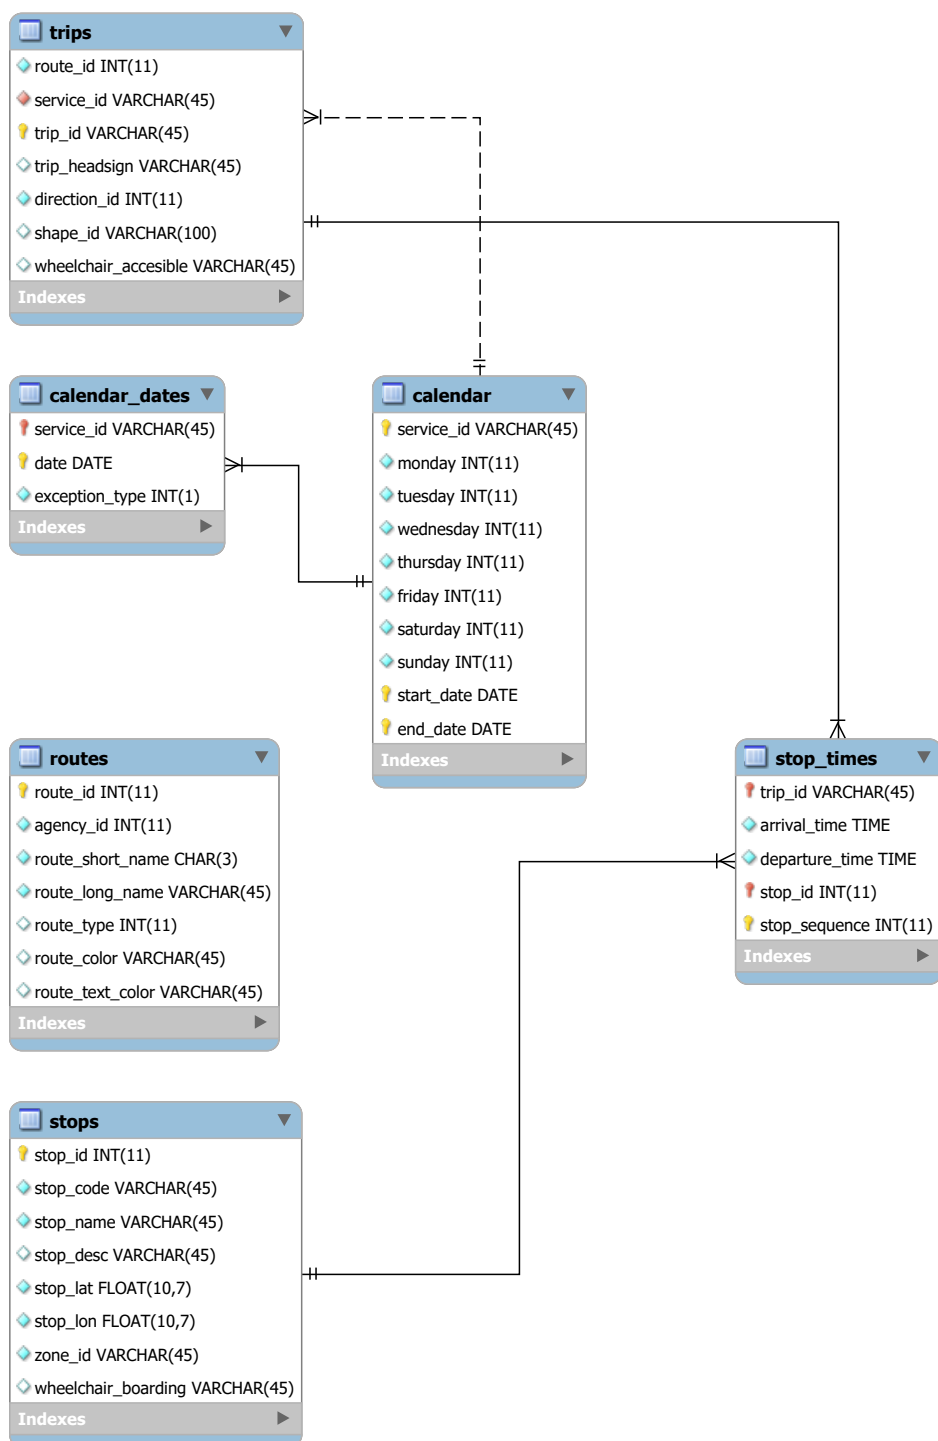 trips
route_id INT(11)
service_id VARCHAR(45)
trip_id VARCHAR(45)
trip_headsign VARCHAR(45)
direction_id INT(11)
shape_id VARCHAR(100)
wheelchair_accesible VARCHAR(45)
Indexes
calendar_dates
service_id VARCHAR(45)
date DATE
exception_type INT(1)
Indexes
calendar
service_id VARCHAR(45)
monday INT(11)
tuesday INT(11)
wednesday INT(11)
thursday INT(11)
friday INT(11)
saturday INT(11)
sunday INT(11)
start_date DATE
end_date DATE
Indexes
routes
route_id INT(11)
agency_id INT(11)
route_short_name CHAR(3)
route_long_name VARCHAR(45)
route_type INT(11)
route_color VARCHAR(45)
route_text_color VARCHAR(45)
Indexes
stop_times
trip_id VARCHAR(45)
arrival_time TIME
departure_time TIME
stop_id INT(11)
stop_sequence INT(11)
Indexes
stops
stop_id INT(11)
stop_code VARCHAR(45)
stop_name VARCHAR(45)
stop_desc VARCHAR(45)
stop_lat FLOAT(10,7)
stop_lon FLOAT(10,7)
zone_id VARCHAR(45)
wheelchair_boarding VARCHAR(45)
Indexes